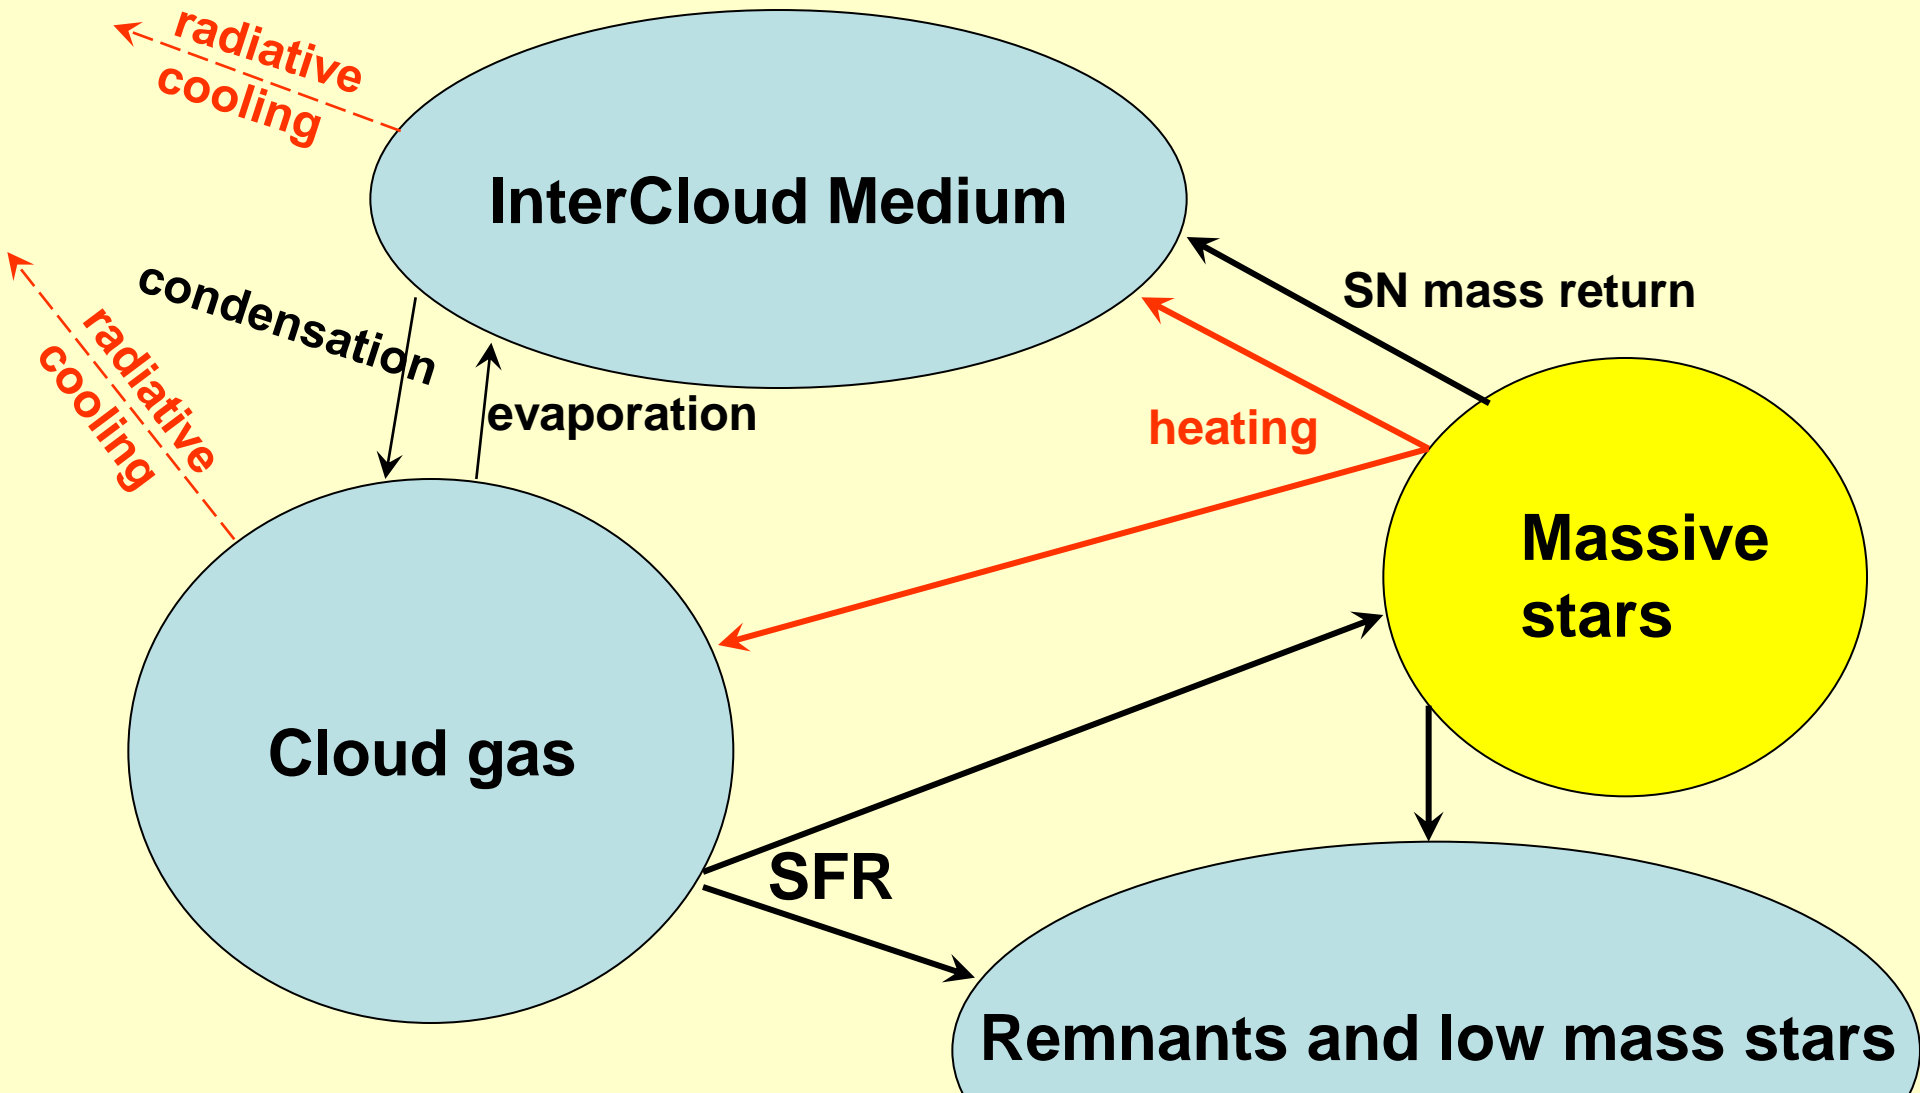 radiative
cooling
InterCloud Medium
condensation
SN mass return
radiative
cooling
evaporation
heating
Massive
stars
Cloud gas
SFR
Remnants and low mass stars